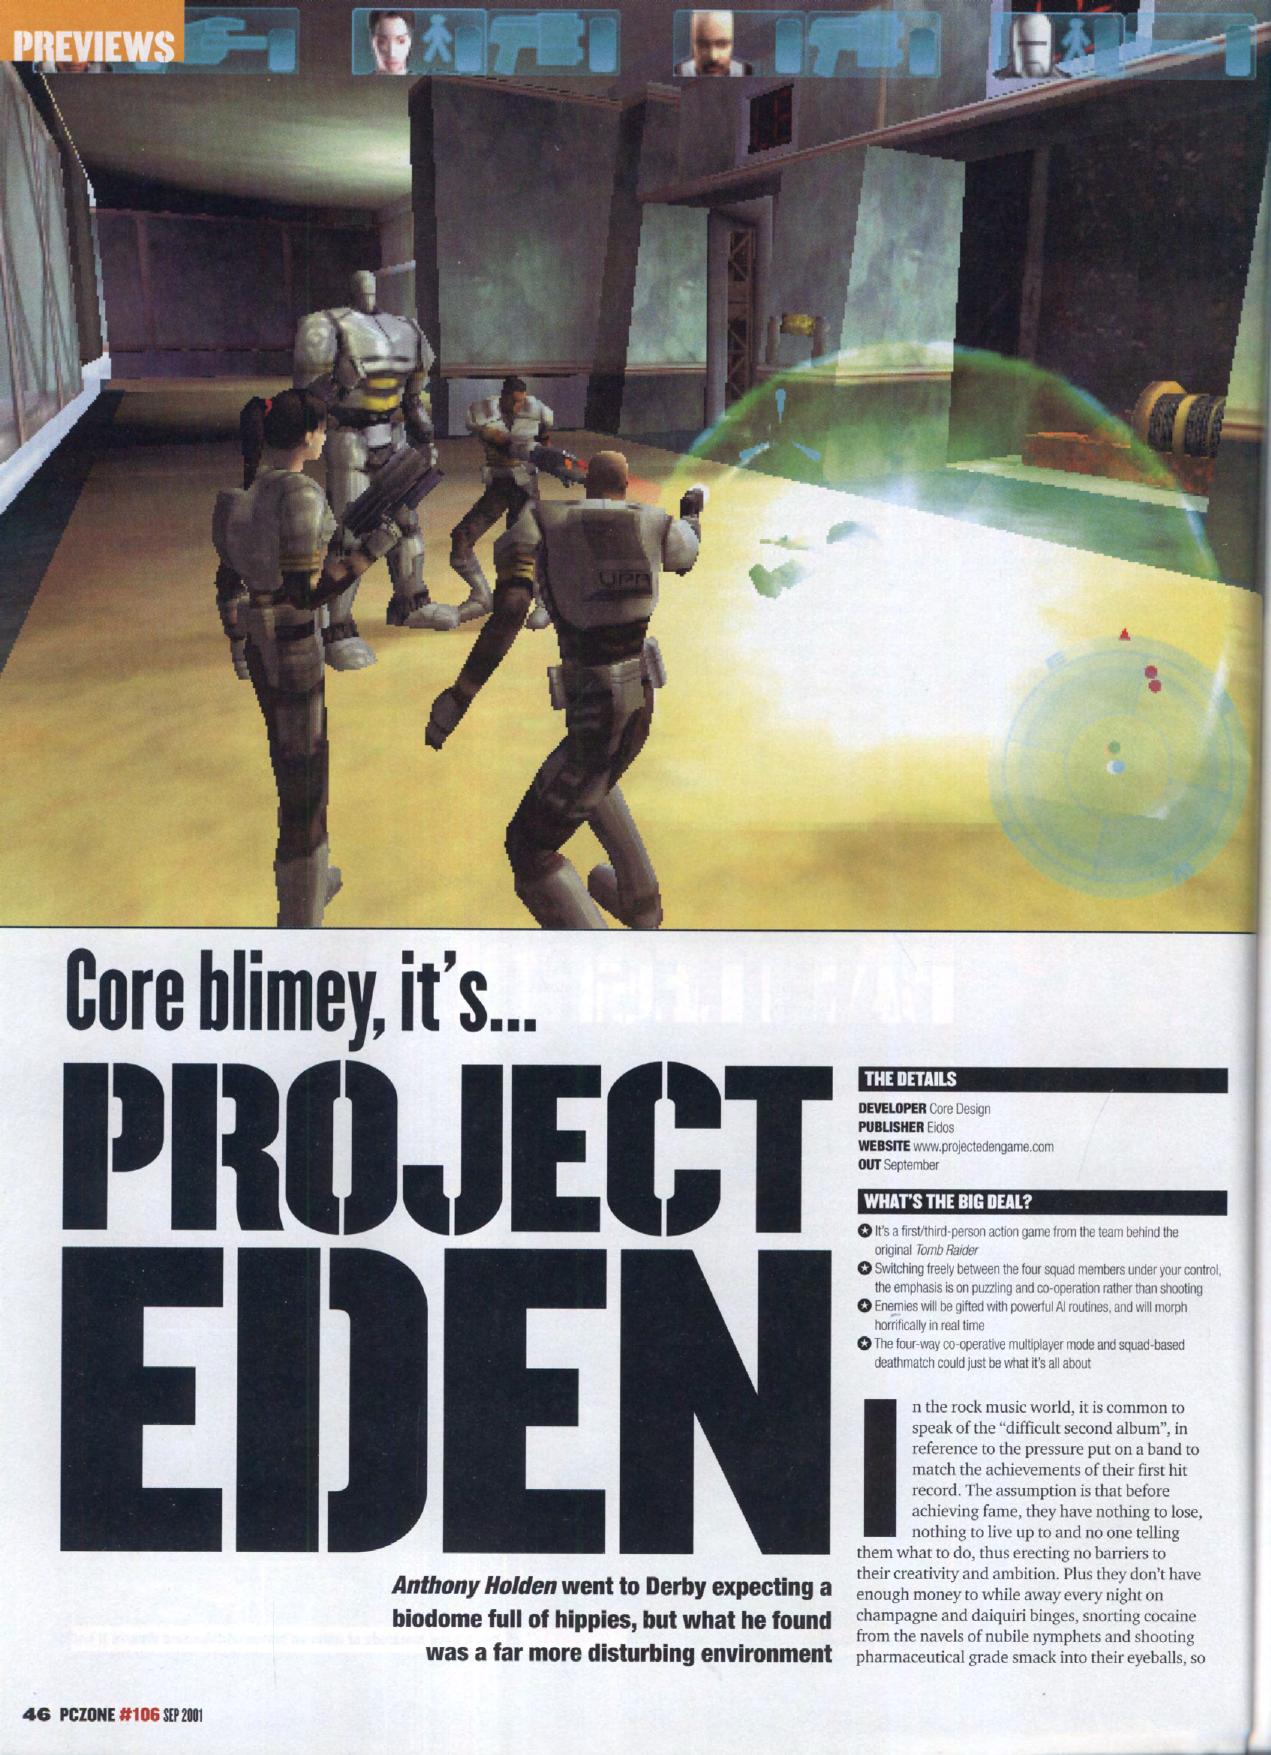 PREVIEWS
UPA
Core blimey, it's...
PROJECT
EDEN
Anthony Holden went to Derby expecting a
biodome full of hippies, but what he found
was a far more disturbing environment
THE DETAILS
DEVELOPER Core Design
PUBLISHER Eidos
WEBSITE www.projectedengame.com
OUT September
WHAT'S THE BIG DEAL?
It's a first/third-person action game from the team behind the
original Tomb Raider
Switching freely between the four squad members under your control,
the emphasis is on puzzling and co-operation rather than shooting
Enemies will be gifted with powerful AI routines, and will morph
horrifically in real time
The four-way co-operative multiplayer mode and squad-based
deathmatch could just be what it's all about
In the rock music world, it is common to
speak of the “difficult second album”, in
reference to the pressure put on a band to
match the achievements of their first hit
record. The assumption is that before
achieving fame, they have nothing to lose,
nothing to live up to and no one telling
them what to do, thus erecting no barriers to
their creativity and ambition. Plus they don't have
enough money to while away every night on
champagne and daiquiri binges, snorting cocaine
from the navels of nubile nymphets and shooting
pharmaceutical grade smack into their eyeballs, so
46 PCZONE #106 SEP 2001